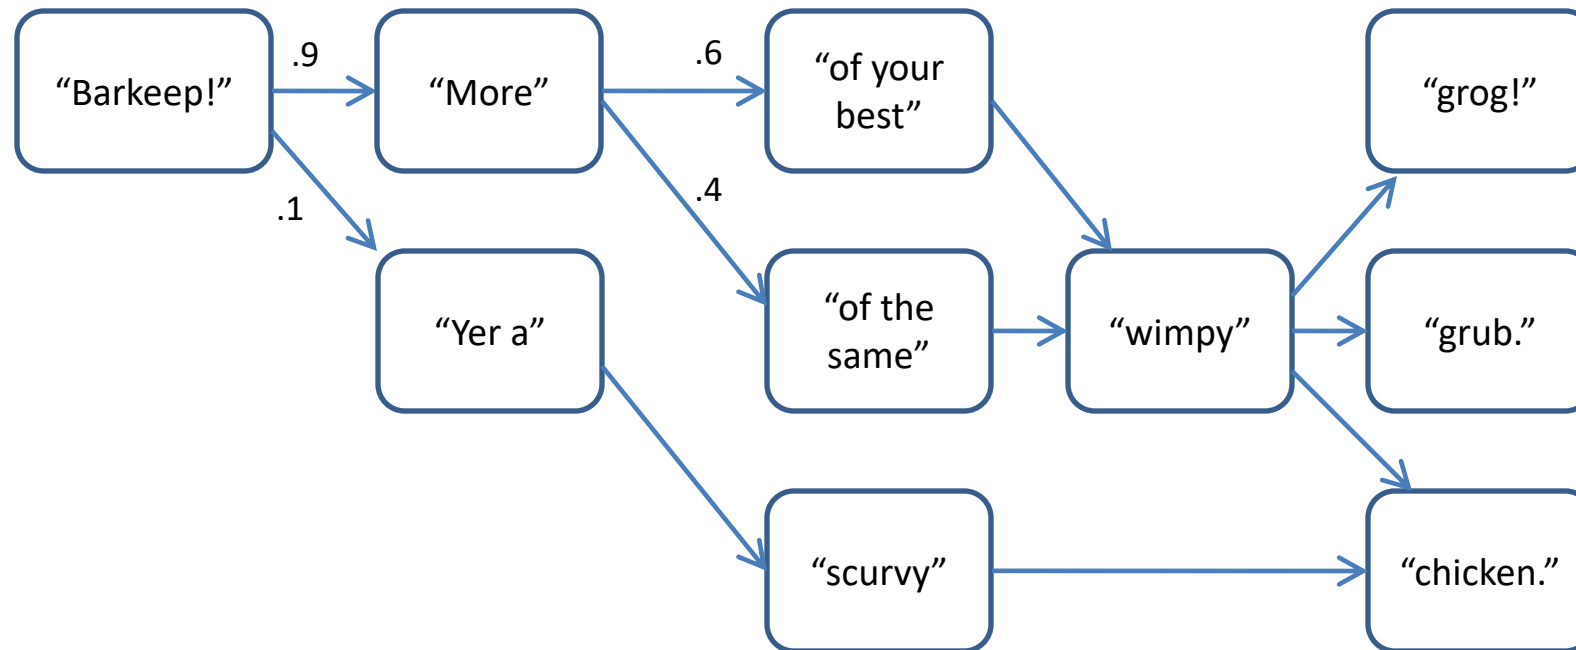 “Barkeep!”
.9
“More”
.6
“of your
best”
“grog!”
.1
.4
“Yer a”
“of the
same”
“wimpy”
“grub.”
“scurvy”
“chicken.”